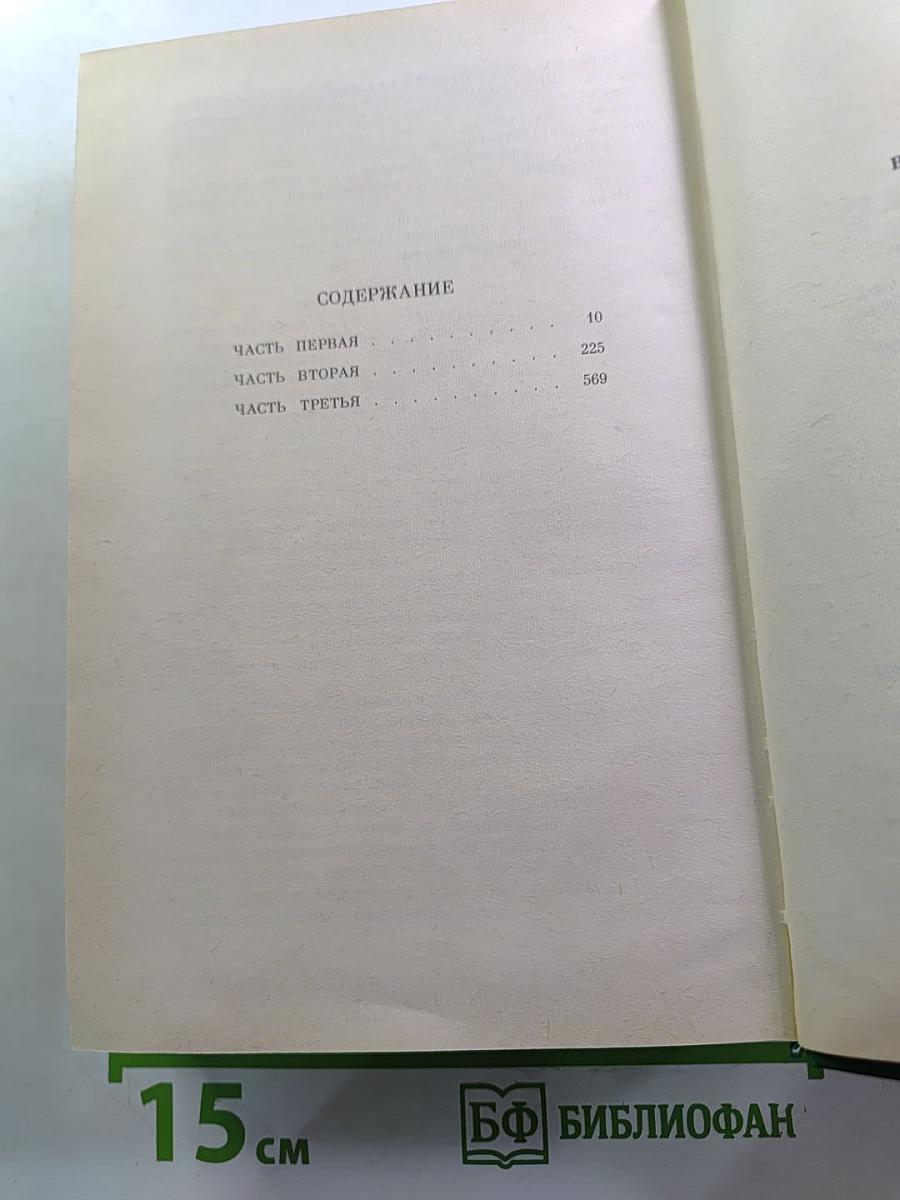 СОДЕРЖАНИЕ
ЧАСТЬ ПЕРВАЯ . . . . . . . . . . 10
ЧАСТЬ ВТОРАЯ . . . . . . . . . . 225
ЧАСТЬ ТРЕТЬЯ . . . . . . . . . . 569
15 см
БФ БИБЛИОФАН